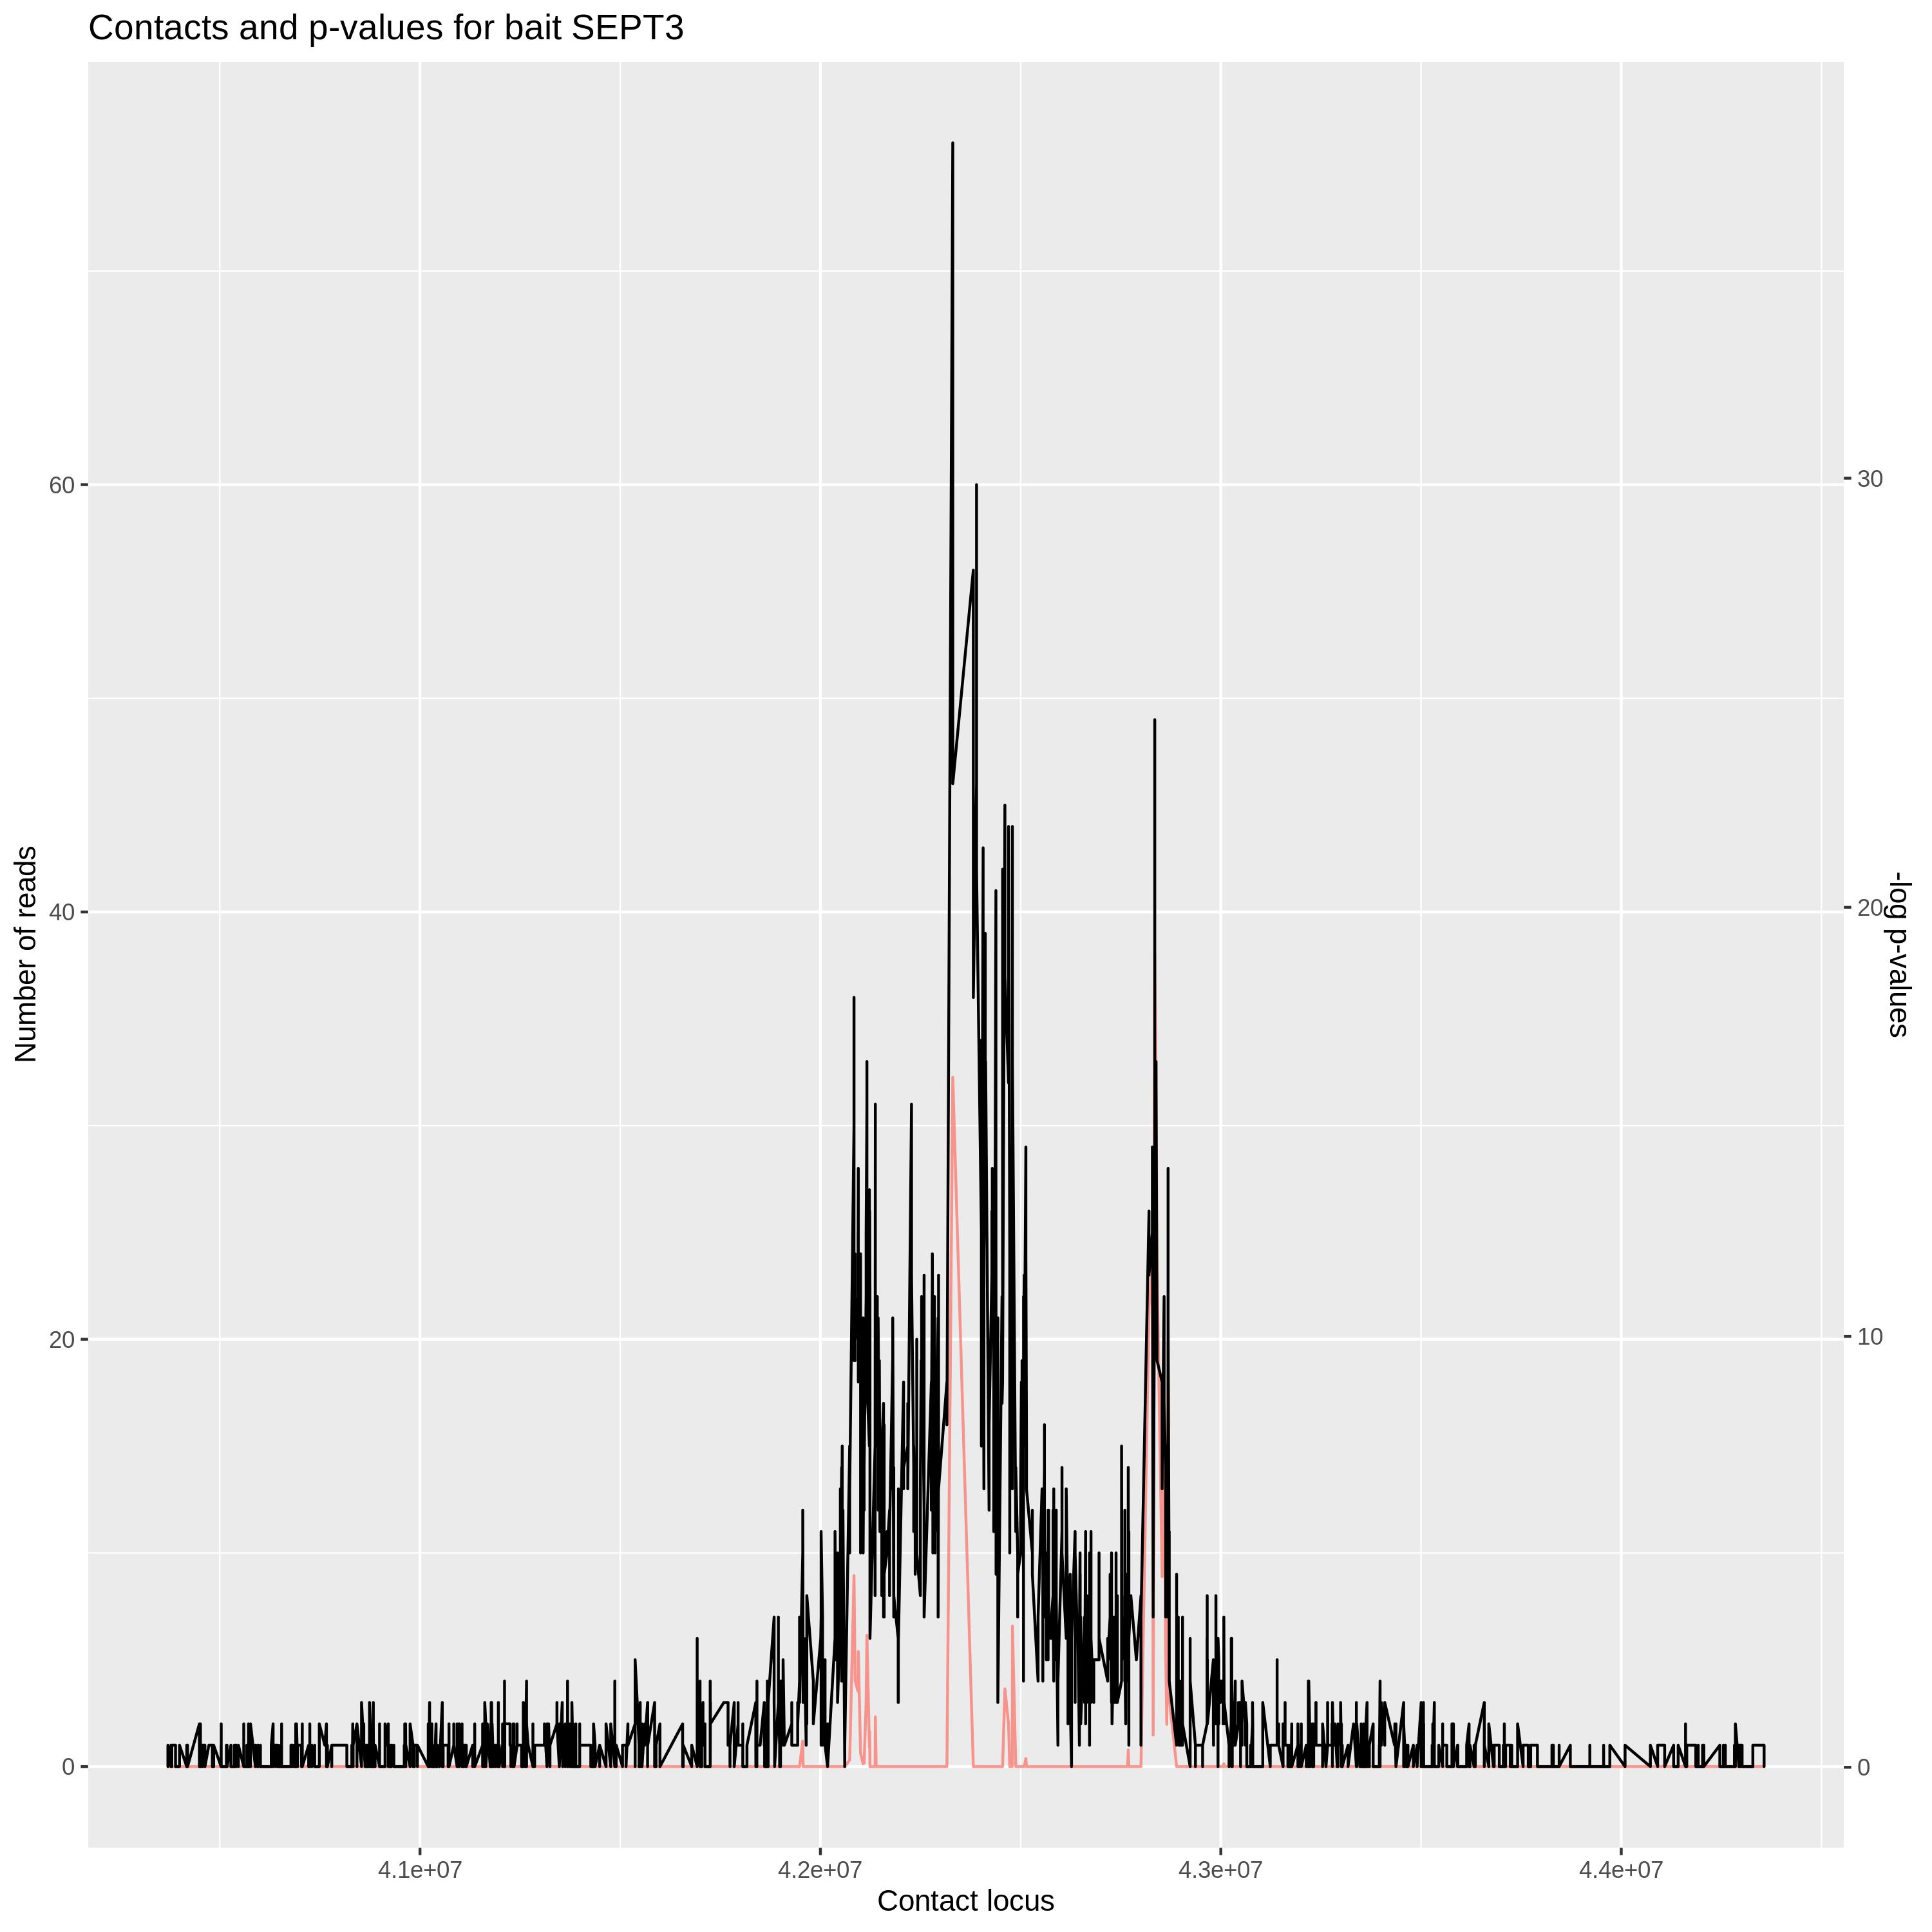 Contacts and p-values for bait SEPT3
Number of reads
60
40
20
0
30
20
10
0
-log p-values
4.1e+07
4.2e+07
4.3e+07
4.4e+07
Contact locus